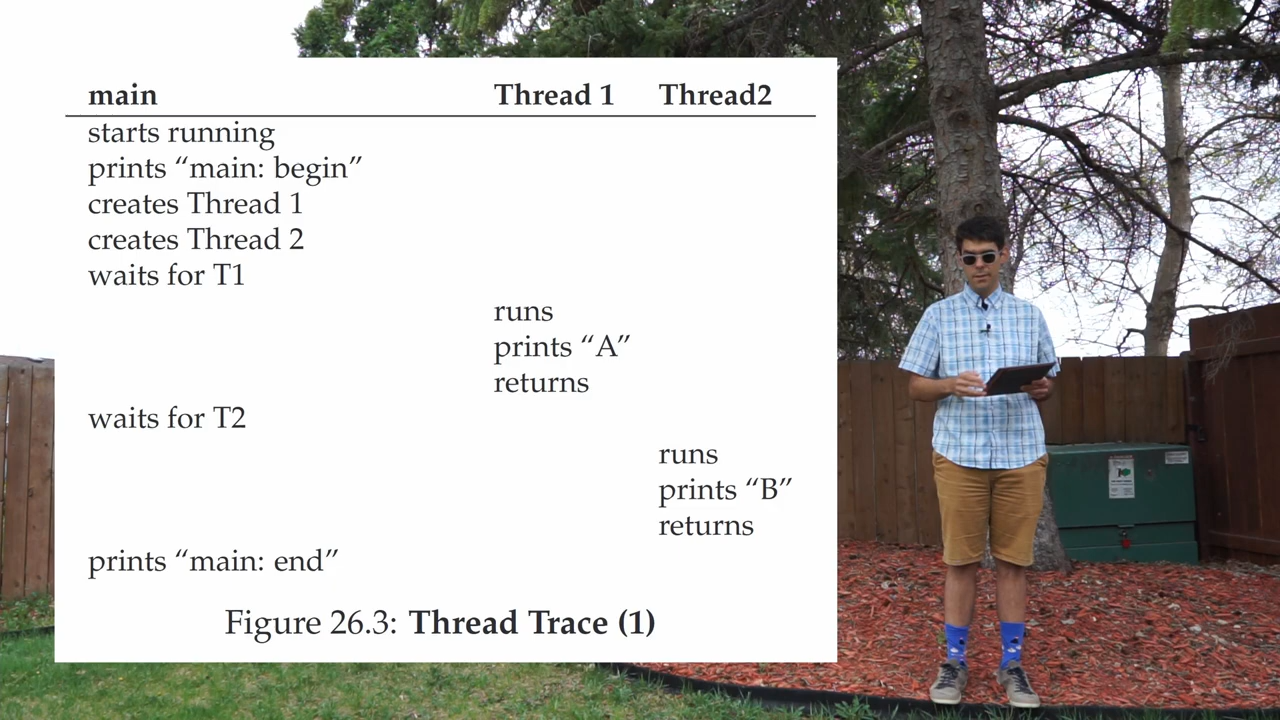 main Thread 1 Thread2
starts running
prints “main: begin”
creates Thread 1
creates Thread 2
waits for T1
runs
prints “A”
returns
waits for T2
runs
prints “B”
returns
prints “main: end”
Figure 26.3: Thread Trace (1)